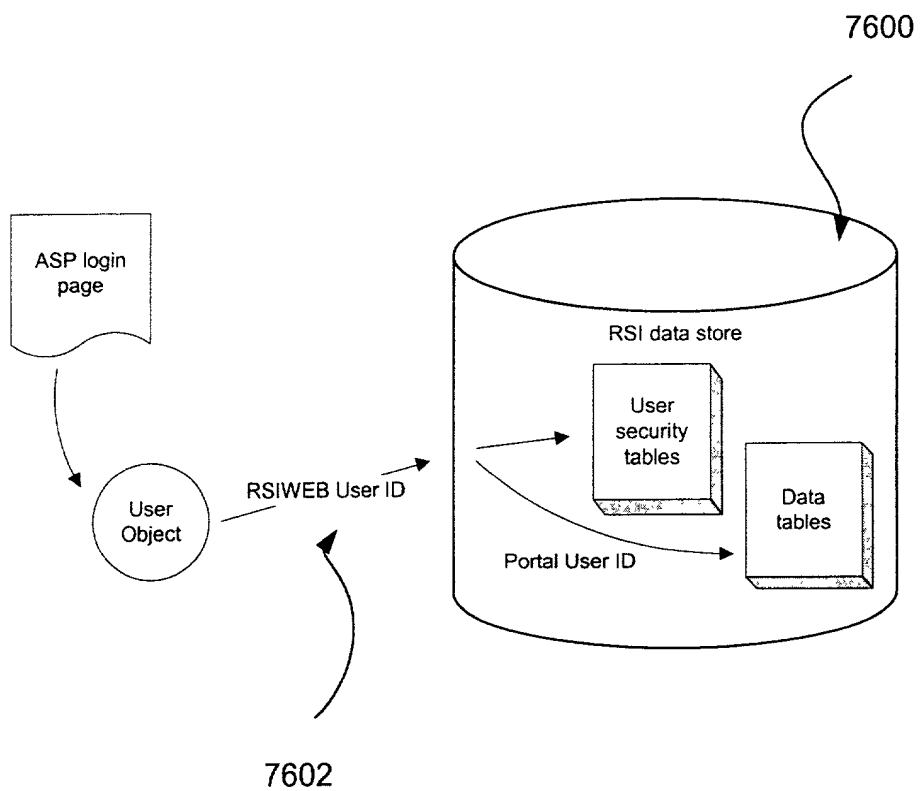 7600
ASP login
page
RSI data store
User
security
tables
RSIWEB User ID
User
Object
Data
tables
Portal User ID
7602